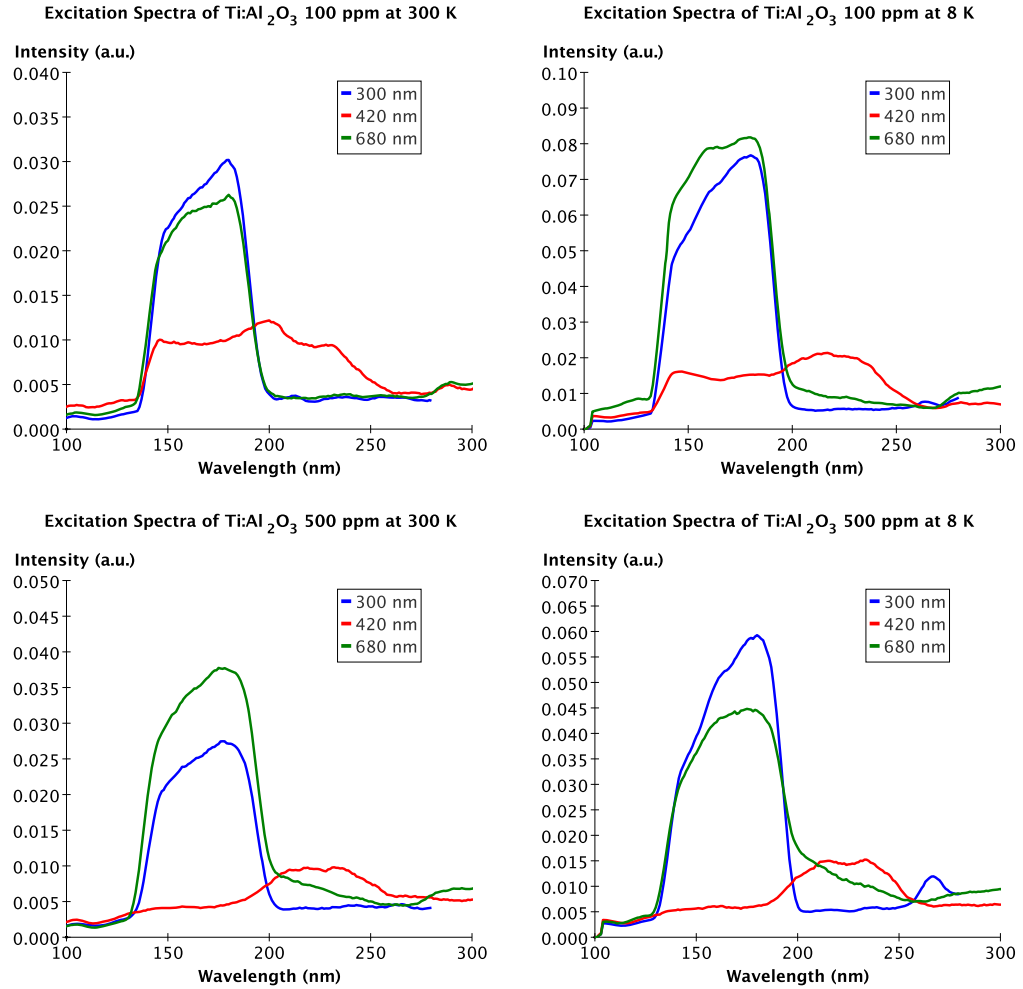 Excitation Spectra of Ti:Al2O3 100 ppm at 300 K
Intensity (a.u.)
0.040
0.035
0.030
0.025
0.020
0.015
0.010
0.005
0.000
300 nm
420 nm
680 nm
100 150 200 250 300
Wavelength (nm)
Excitation Spectra of Ti:Al2O3 100 ppm at 8 K
Intensity (a.u.)
0.10
0.09
0.08
0.07
0.06
0.05
0.04
0.03
0.02
0.01
0.00
300 nm
420 nm
680 nm
100 150 200 250 300
Wavelength (nm)
Excitation Spectra of Ti:Al2O3 500 ppm at 300 K
Intensity (a.u.)
0.050
0.045
0.040
0.035
0.030
0.025
0.020
0.015
0.010
0.005
0.000
300 nm
420 nm
680 nm
100 150 200 250 300
Wavelength (nm)
Excitation Spectra of Ti:Al2O3 500 ppm at 8 K
Intensity (a.u.)
0.070
0.065
0.060
0.055
0.050
0.045
0.040
0.035
0.030
0.025
0.020
0.015
0.010
0.005
0.000
300 nm
420 nm
680 nm
100 150 200 250 300
Wavelength (nm)